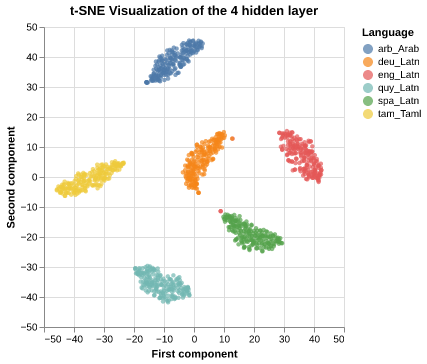 t-SNE Visualization of the 4 hidden layer
Language
arb_Arab
deu_Latn
eng_Latn
quy_Latn
spa_Latn
tam_Taml
Second component
50
40
30
20
10
0
−10
−20
−30
−40
−50
−50 −40 −30 −20 −10 0 10 20 30 40 50
First component